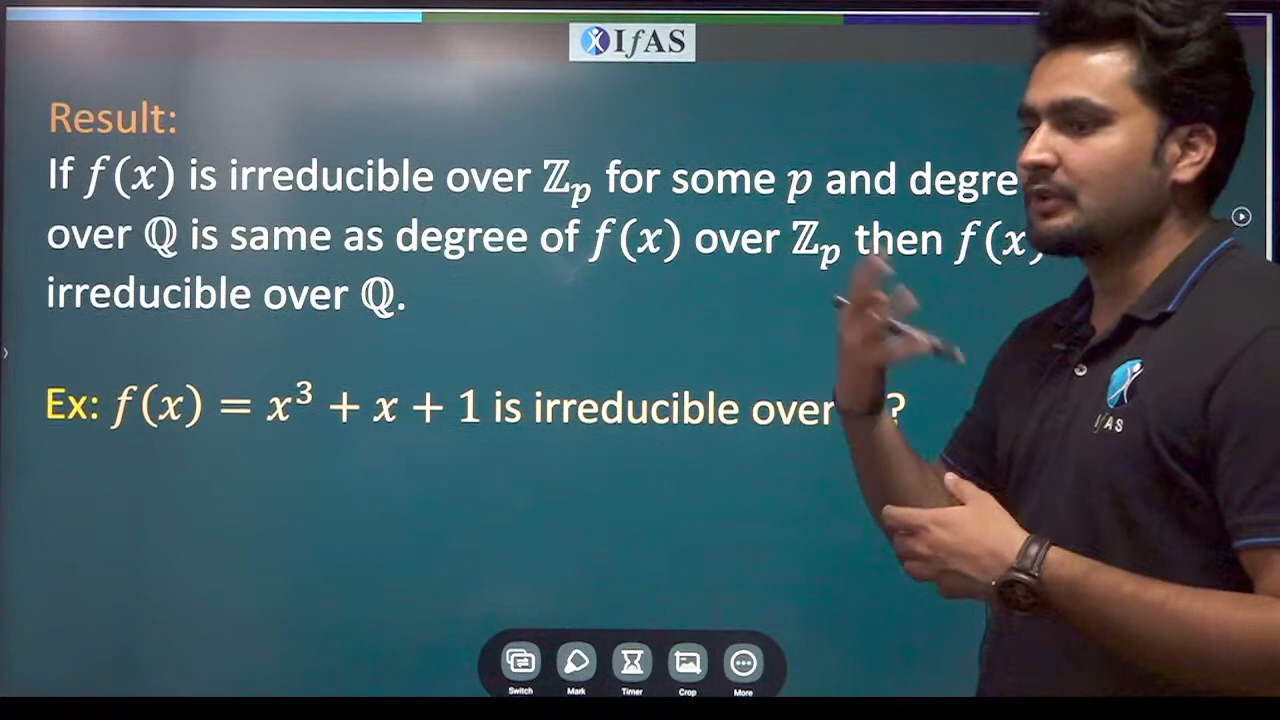 IfAS
Result:
If f(x) is irreducible over ℤₚ for some p and
over ℚ is same as degree of f(x) over ℤₚ then f(x)
irreducible over ℚ.
Ex: f(x) = x³ + x + 1 is irreducible over ?
IfAS
Switch Mark Timer Crop More